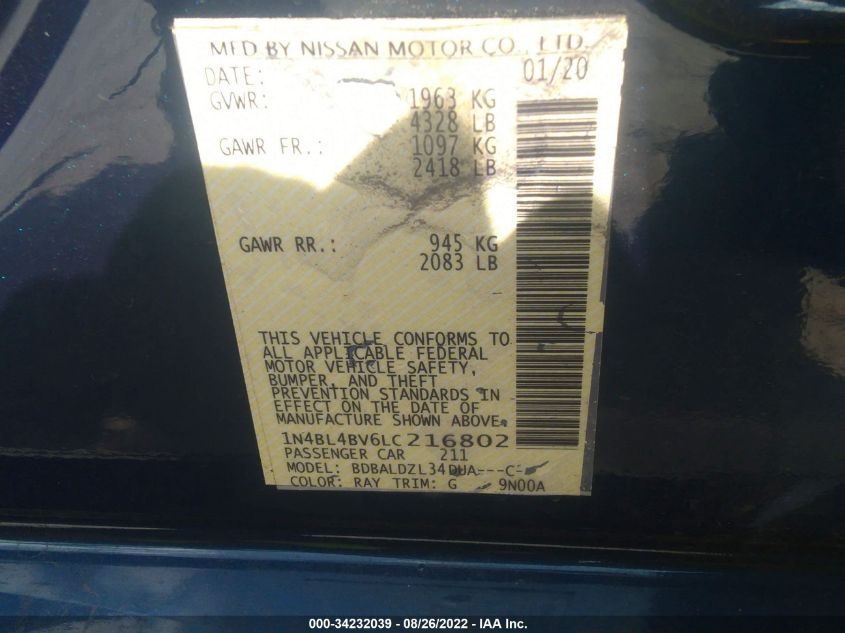 MFD BY NISSAN MOTOR CO., LTD.
DATE: 01/20
GVWR: 1963 KG
4328 LB
GAWR FR.: 1097 KG
2418 LB
GAWR RR.: 945 KG
2083 LB
THIS VEHICLE CONFORMS TO
ALL APPLICABLE FEDERAL
MOTOR VEHICLE SAFETY,
BUMPER, AND THEFT
PREVENTION STANDARDS IN
EFFECT ON THE DATE OF
MANUFACTURE SHOWN ABOVE.
1N4BL4BV6LC216802
PASSENGER CAR 211
MODEL: BDBALDZL34DUA---C-
COLOR: RAY TRIM: G 9N00A
000-34232039 - 08/26/2022 - IAA Inc.